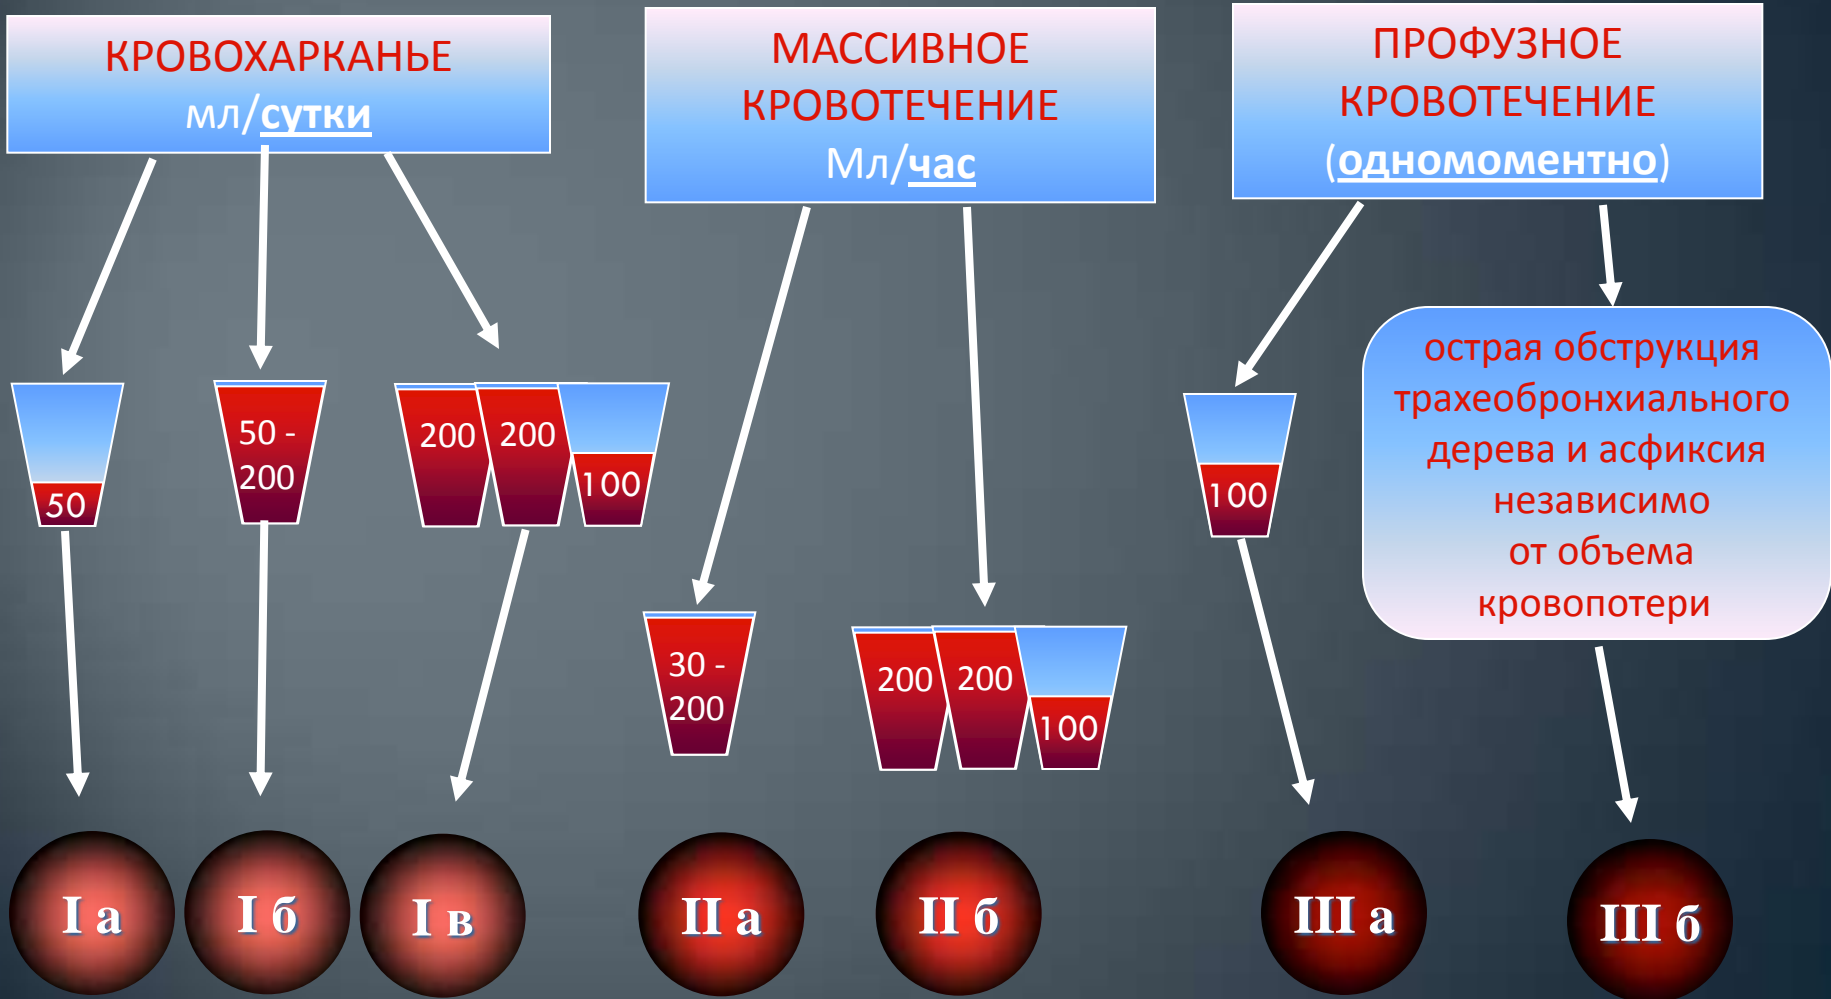 КРОВОХАРКАНЬЕ
мл/сутки
МАССИВНОЕ
КРОВОТЕЧЕНИЕ
Мл/час
ПРОФУЗНОЕ
КРОВОТЕЧЕНИЕ
(одномоментно)
50
50 -
200
200
200
100
30 -
200
200
200
100
100
острая обструкция
трахеобронхиального
дерева и асфиксия
независимо
от объема
кровопотери
I а
I б
I в
II а
II б
III а
III б